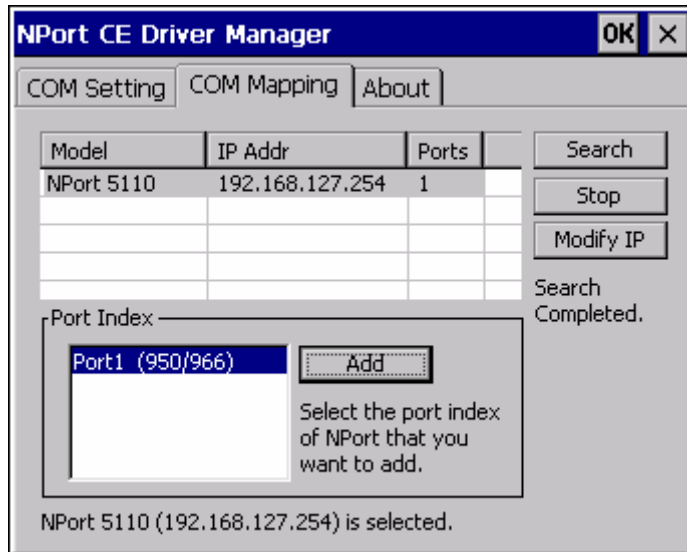 NPort CE Driver Manager OK ×
COM Setting COM Mapping About
Model IP Addr Ports
NPort 5110 192.168.127.254 1
Search
Stop
Modify IP
Search
Completed.
Port Index
Port1 (950/966)
Add
Select the port index
of NPort that you
want to add.
NPort 5110 (192.168.127.254) is selected.